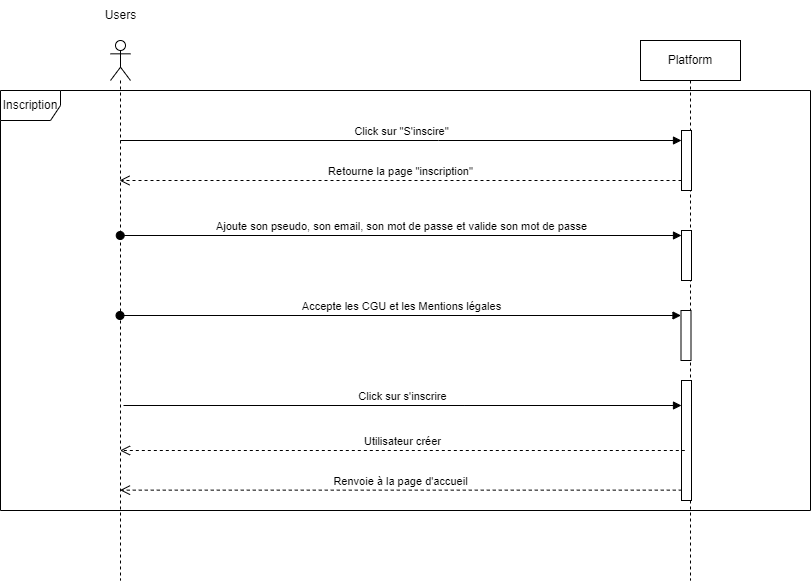 Users
Platform
Inscription
Click sur "S'inscire"
Retourne la page "inscription"
Ajoute son pseudo, son email, son mot de passe et valide son mot de passe
Accepte les CGU et les Mentions légales
Click sur s'inscrire
Utilisateur créer
Renvoie à la page d'accueil